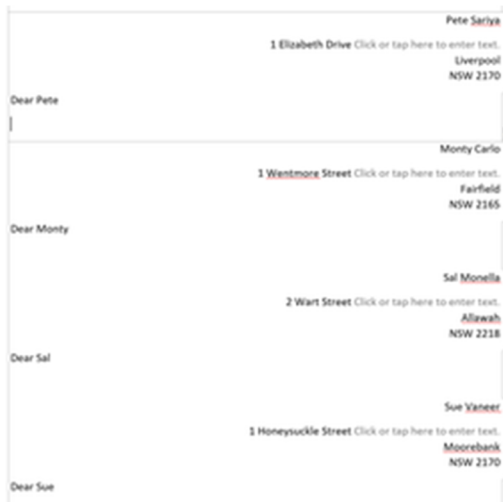 Pete Sariya
1 Elizabeth Drive Click or tap here to enter text.
Liverpool
NSW 2170
Dear Pete
Monty Carlo
1 Wentmore Street Click or tap here to enter text.
Fairfield
NSW 2165
Dear Monty
Sal Monella
2 Wart Street Click or tap here to enter text.
Allawah
NSW 2218
Dear Sal
Sue Vaneer
1 Honeysuckle Street Click or tap here to enter text.
Moorebank
NSW 2170
Dear Sue